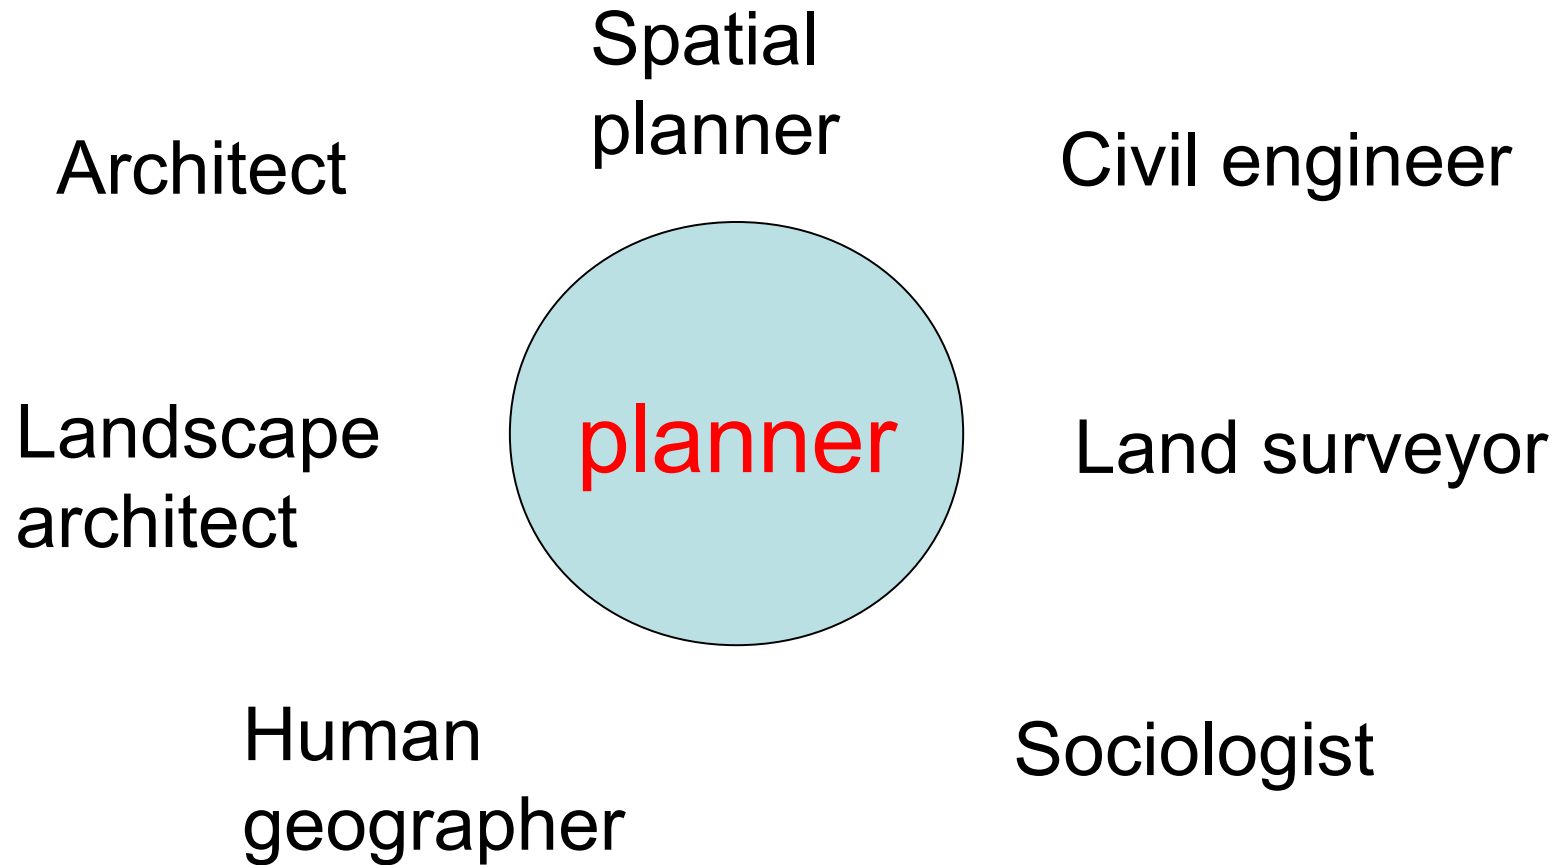 Spatial
planner
Architect
Civil engineer
Landscape
architect
planner
Land surveyor
Human
geographer
Sociologist